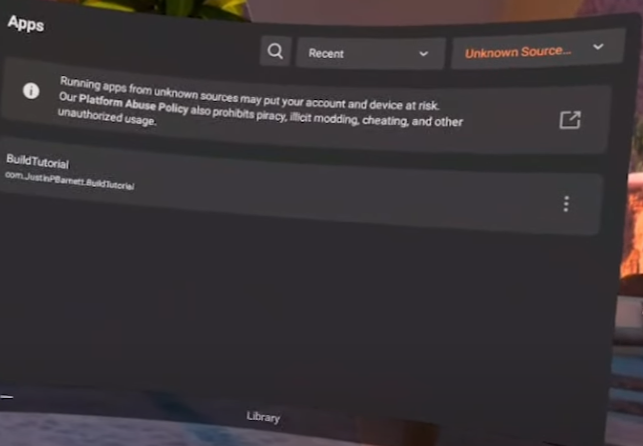 Apps
Recent
Unknown Source...
Running apps from unknown sources may put your account and device at risk.
Our Platform Abuse Policy also prohibits piracy, illicit modding, cheating, and other
unauthorized usage.
BuildTutorial
com.JustinPBarnett.BuildTutorial
Library